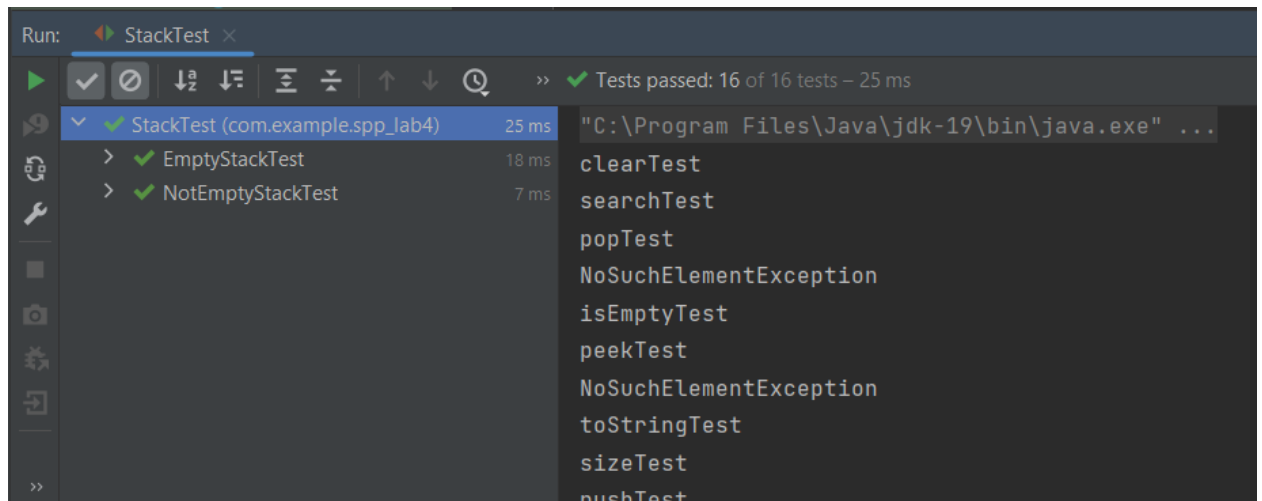 Run: StackTest
Tests passed: 16 of 16 tests – 25 ms
StackTest (com.example.spp_lab4) 25 ms
EmptyStackTest 18 ms
NotEmptyStackTest 7 ms
"C:\Program Files\Java\jdk-19\bin\java.exe" ...
clearTest
searchTest
popTest
NoSuchElementException
isEmptyTest
peekTest
NoSuchElementException
toStringTest
sizeTest
pushTest